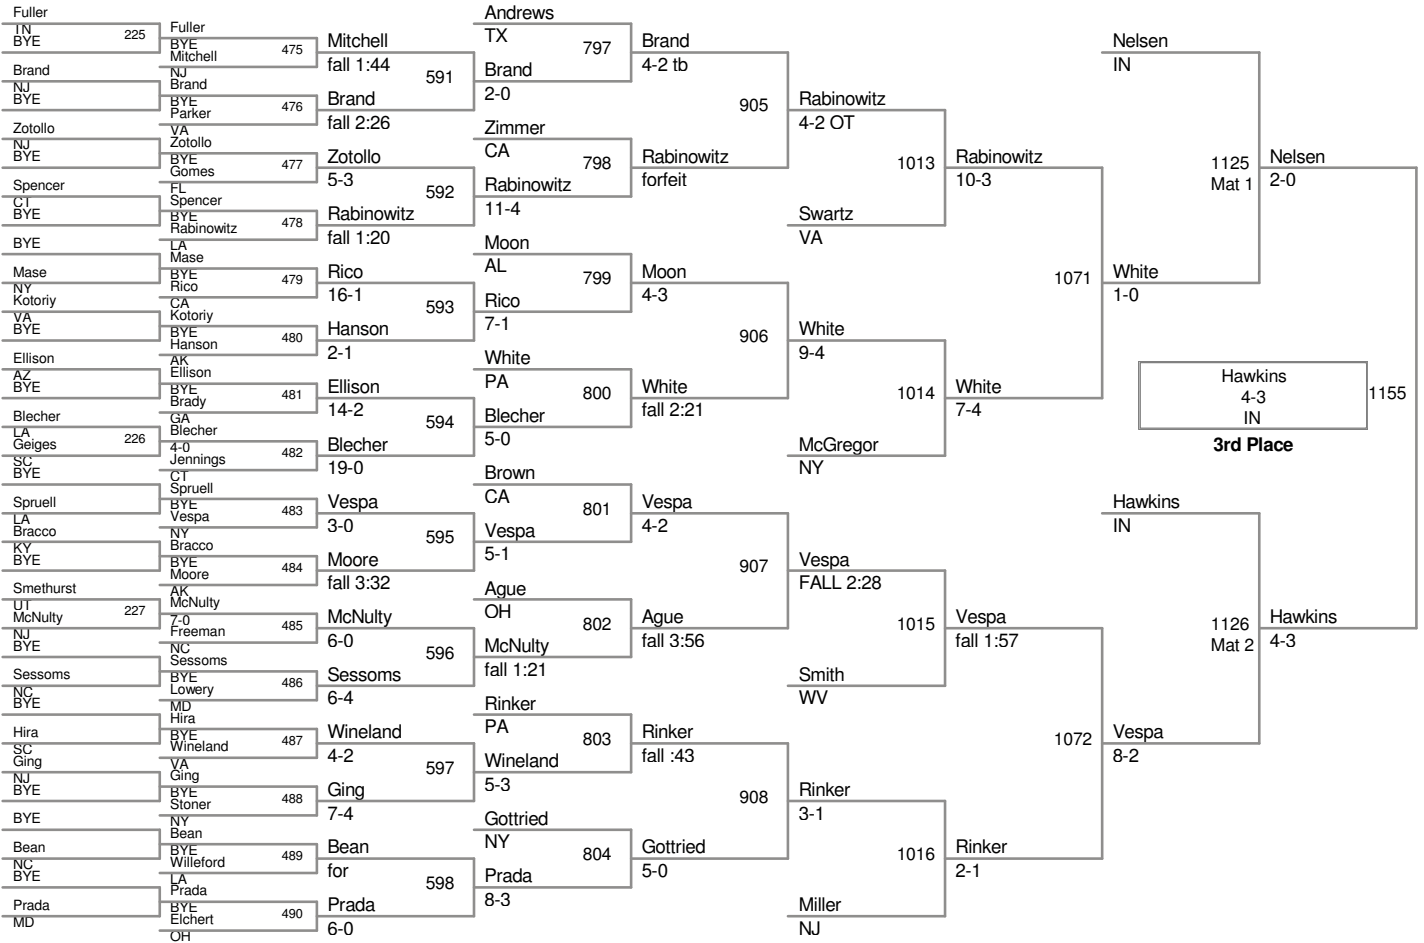 Fuller
TN
BYE
225
Brand
NJ
BYE
Zotollo
NJ
BYE
Spencer
CT
BYE
BYE
Mase
NY
Kotoriy
VA
BYE
Ellison
AZ
BYE
Blecher
LA
Geiges
226
SC
BYE
Spruell
LA
Bracco
KY
BYE
Smethurst
UT
McNulty
227
NJ
BYE
Sessoms
NC
BYE
Hira
SC
Ging
NJ
BYE
BYE
Bean
NC
BYE
Prada
MD
Fuller
BYE
Mitchell
475
NJ
Brand
BYE
Parker
476
VA
Zotollo
BYE
Gomes
477
FL
Spencer
BYE
Rabinowitz
478
LA
Mase
BYE
Rico
479
CA
Kotoriy
BYE
Hanson
480
AK
Ellison
BYE
Brady
481
GA
Blecher
4-0
Jennings
482
CT
Spruell
BYE
Vespa
483
NY
Bracco
BYE
Moore
484
AK
McNulty
7-0
Freeman
485
NC
Sessoms
BYE
Lowery
486
MD
Hira
BYE
Wineland
487
VA
Ging
BYE
Stoner
488
NY
Bean
BYE
Willeford
489
LA
Prada
BYE
Elchert
490
OH
Mitchell
fall 1:44
591
Brand
fall 2:26
Zotollo
5-3
592
Rabinowitz
fall 1:20
Rico
16-1
593
Hanson
2-1
Ellison
14-2
594
Blecher
19-0
Vespa
3-0
595
Moore
fall 3:32
McNulty
6-0
596
Sessoms
6-4
Wineland
4-2
597
Ging
7-4
Bean
for
598
Prada
6-0
Andrews
TX
797
Brand
2-0
Zimmer
CA
798
Rabinowitz
11-4
Moon
AL
799
Rico
7-1
White
PA
800
Blecher
5-0
Brown
CA
801
Vespa
5-1
Ague
OH
802
McNulty
fall 1:21
Rinker
PA
803
Wineland
5-3
Gottried
NY
804
Prada
8-3
Brand
4-2 tb
905
Rabinowitz
forfeit
Moon
4-3
906
White
fall 2:21
Vespa
4-2
907
Ague
fall 3:56
Rinker
fall :43
908
Gottried
5-0
Rabinowitz
4-2 OT
1013
Swartz
VA
White
9-4
1014
McGregor
NY
Vespa
FALL 2:28
1015
Smith
WV
Rinker
3-1
1016
Miller
NJ
Rabinowitz
10-3
1071
White
7-4
Vespa
fall 1:57
1072
Rinker
2-1
Nelsen
IN
1125
Mat 1
White
1-0
Hawkins
IN
1126
Mat 2
Vespa
8-2
Nelsen
2-0
Hawkins
4-3
IN
1155
3rd Place
Hawkins
4-3